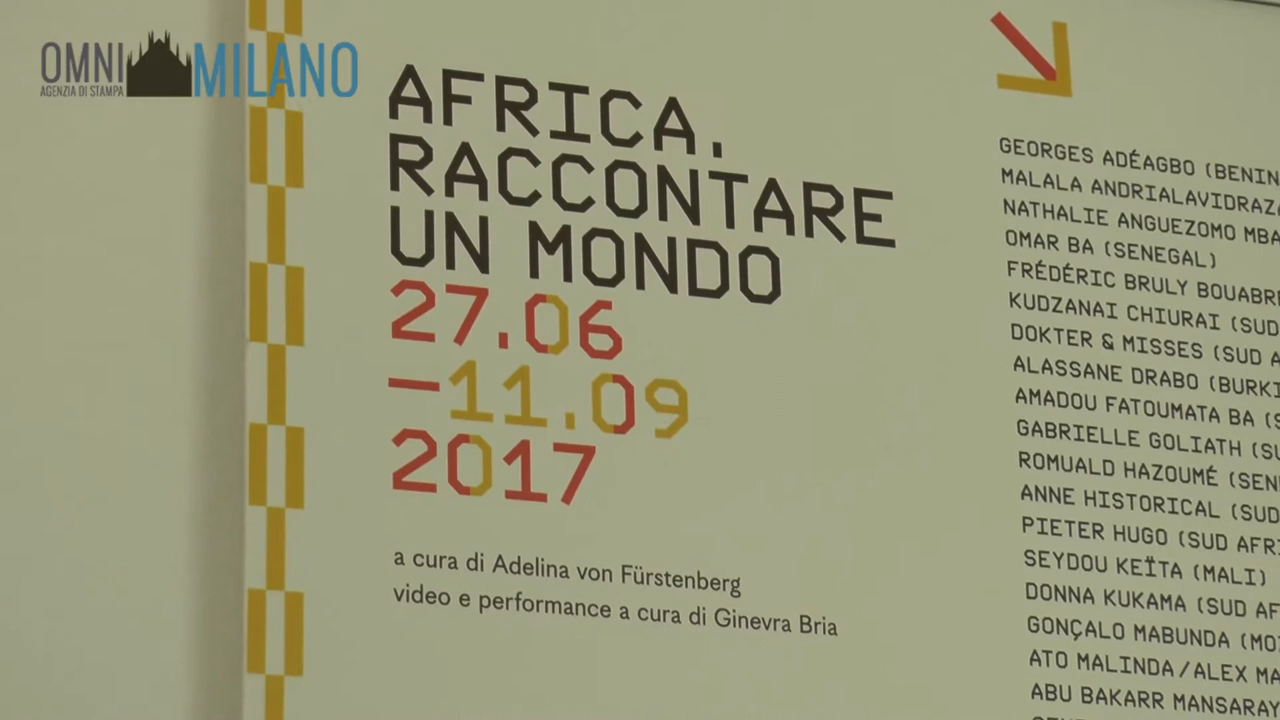 OMNI MILANO
AGENZIA DI STAMPA
AFRICA.
RACCONTARE
UN MONDO
27.06
–11.09
2017
a cura di Adelina von Fürstenberg
video e performance a cura di Ginevra Bria
GEORGES ADÉAGBO (BENIN
MALALA ANDRIALAVIDRAZA
NATHALIE ANGUEZOMO MBA
OMAR BA (SENEGAL)
FRÉDÉRIC BRULY BOUABRE
KUDZANAI CHIURAI (SUD
DOKTER & MISSES (SUD A
ALASSANE DRABO (BURKI
AMADOU FATOUMATA BA (S
GABRIELLE GOLIATH (SU
ROMUALD HAZOUMÉ (SEN
ANNE HISTORICAL (SUD
PIETER HUGO (SUD AFR
SEYDOU KEÏTA (MALI)
DONNA KUKAMA (SUD AF
GONÇALO MABUNDA (MO
ATO MALINDA/ALEX MA
ABU BAKARR MANSARAY